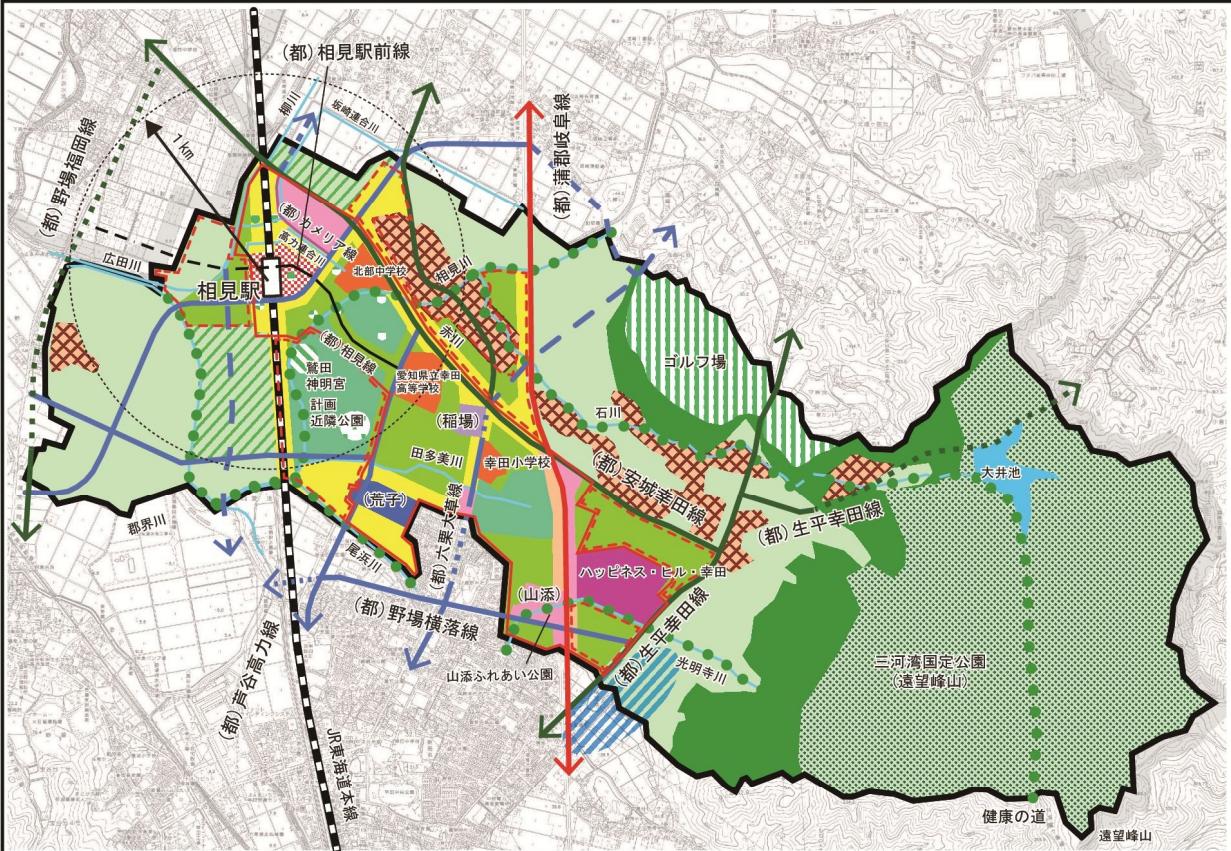 (都)相見駅前線
柳川
坂崎連合川
1km
(都)野場福岡線
(都)蒲郡岐阜線
(都)カメリア線
高力連合川
広田川
北部中学校
相見川
相見駅
赤川
(都)相見線
鷲田
神明宮
愛知県立幸田
高等学校
ゴルフ場
計画
近隣公園
(稲場)
石川
田多美川
幸田小学校
(都)安城幸田線
大井池
(荒子)
(都)生平幸田線
郡界川
尾浜川
(都)六栗大草線
ハッピネス・ヒル・幸田
(山添)
(都)野場横落線
(都)生平幸田線
光明寺川
山添ふれあい公園
三河湾国定公園
(遠望峰山)
(都)芦谷高力線
JR東海道本線
健康の道
遠望峰山